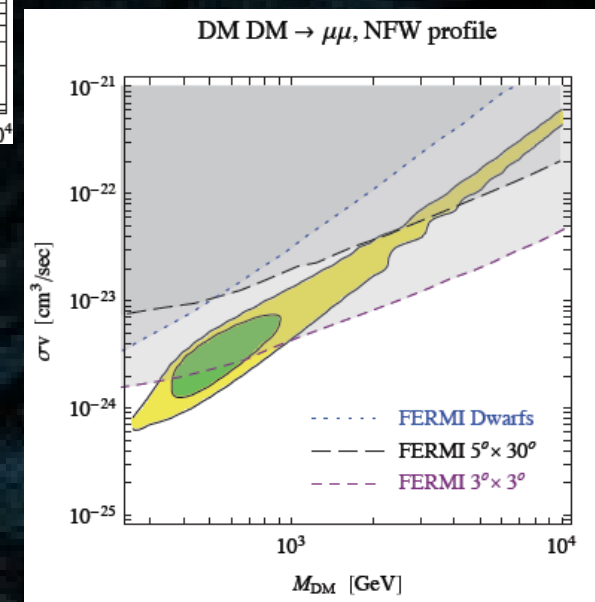 DM DM → μμ, NFW profile
10⁻²¹
10⁻²²
10⁻²³
10⁻²⁴
10⁻²⁵
σv [cm³/sec]
FERMI Dwarfs
FERMI 5° × 30°
FERMI 3° × 3°
10³
10⁴
M_DM [GeV]